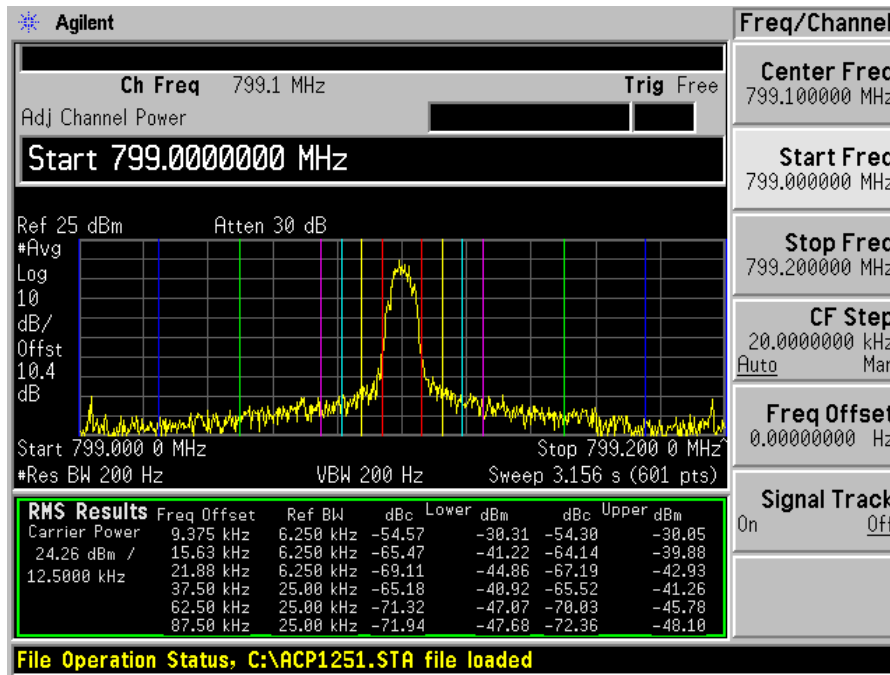 Agilent
Freq/Channel
Ch Freq 799.1 MHz Trig Free
Adj Channel Power
Start 799.0000000 MHz
Ref 25 dBm Atten 30 dB
#Avg
Log
10
dB/
Offst
10.4
dB
Start 799.000 0 MHz Stop 799.200 0 MHz
#Res BW 200 Hz VBW 200 Hz Sweep 3.156 s (601 pts)
RMS Results Freq Offset Ref BW dBc Lower dBm dBc Upper dBm
Carrier Power 9.375 kHz 6.250 kHz -54.57 -30.31 -54.30 -30.05
24.26 dBm / 15.63 kHz 6.250 kHz -65.47 -41.22 -64.14 -39.88
12.5000 kHz 21.88 kHz 6.250 kHz -69.11 -44.86 -67.19 -42.93
37.50 kHz 25.00 kHz -65.18 -40.92 -65.52 -41.26
62.50 kHz 25.00 kHz -71.32 -47.07 -70.03 -45.78
87.50 kHz 25.00 kHz -71.94 -47.68 -72.36 -48.10
File Operation Status, C:\ACP1251.STA file loaded
Center Freq
799.100000 MHz
Start Freq
799.000000 MHz
Stop Freq
799.200000 MHz
CF Step
20.0000000 kHz
Auto Man
Freq Offset
0.00000000 Hz
Signal Track
On Off